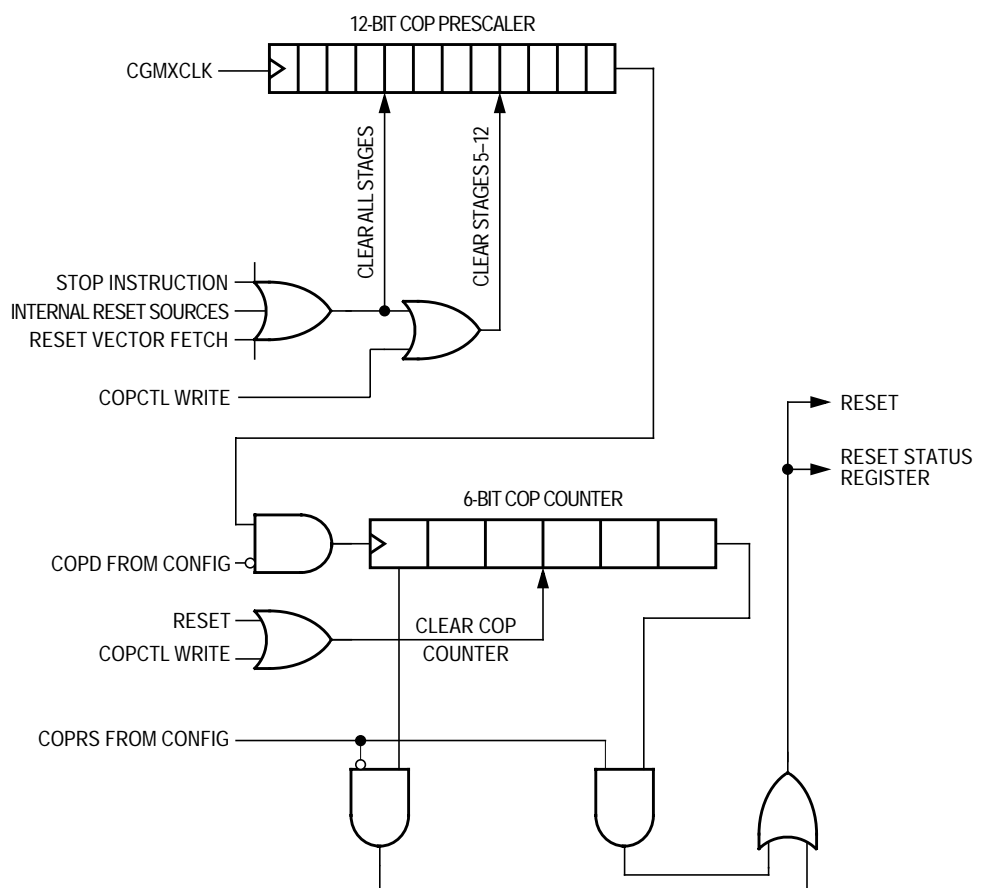 12-BIT COP PRESCALER
CGMXCLK
CLEAR ALL STAGES
CLEAR STAGES 5–12
STOP INSTRUCTION
INTERNAL RESET SOURCES
RESET VECTOR FETCH
COPCTL WRITE
RESET
RESET STATUS
REGISTER
6-BIT COP COUNTER
COPD FROM CONFIG
RESET
COPCTL WRITE
CLEAR COP
COUNTER
COPRS FROM CONFIG